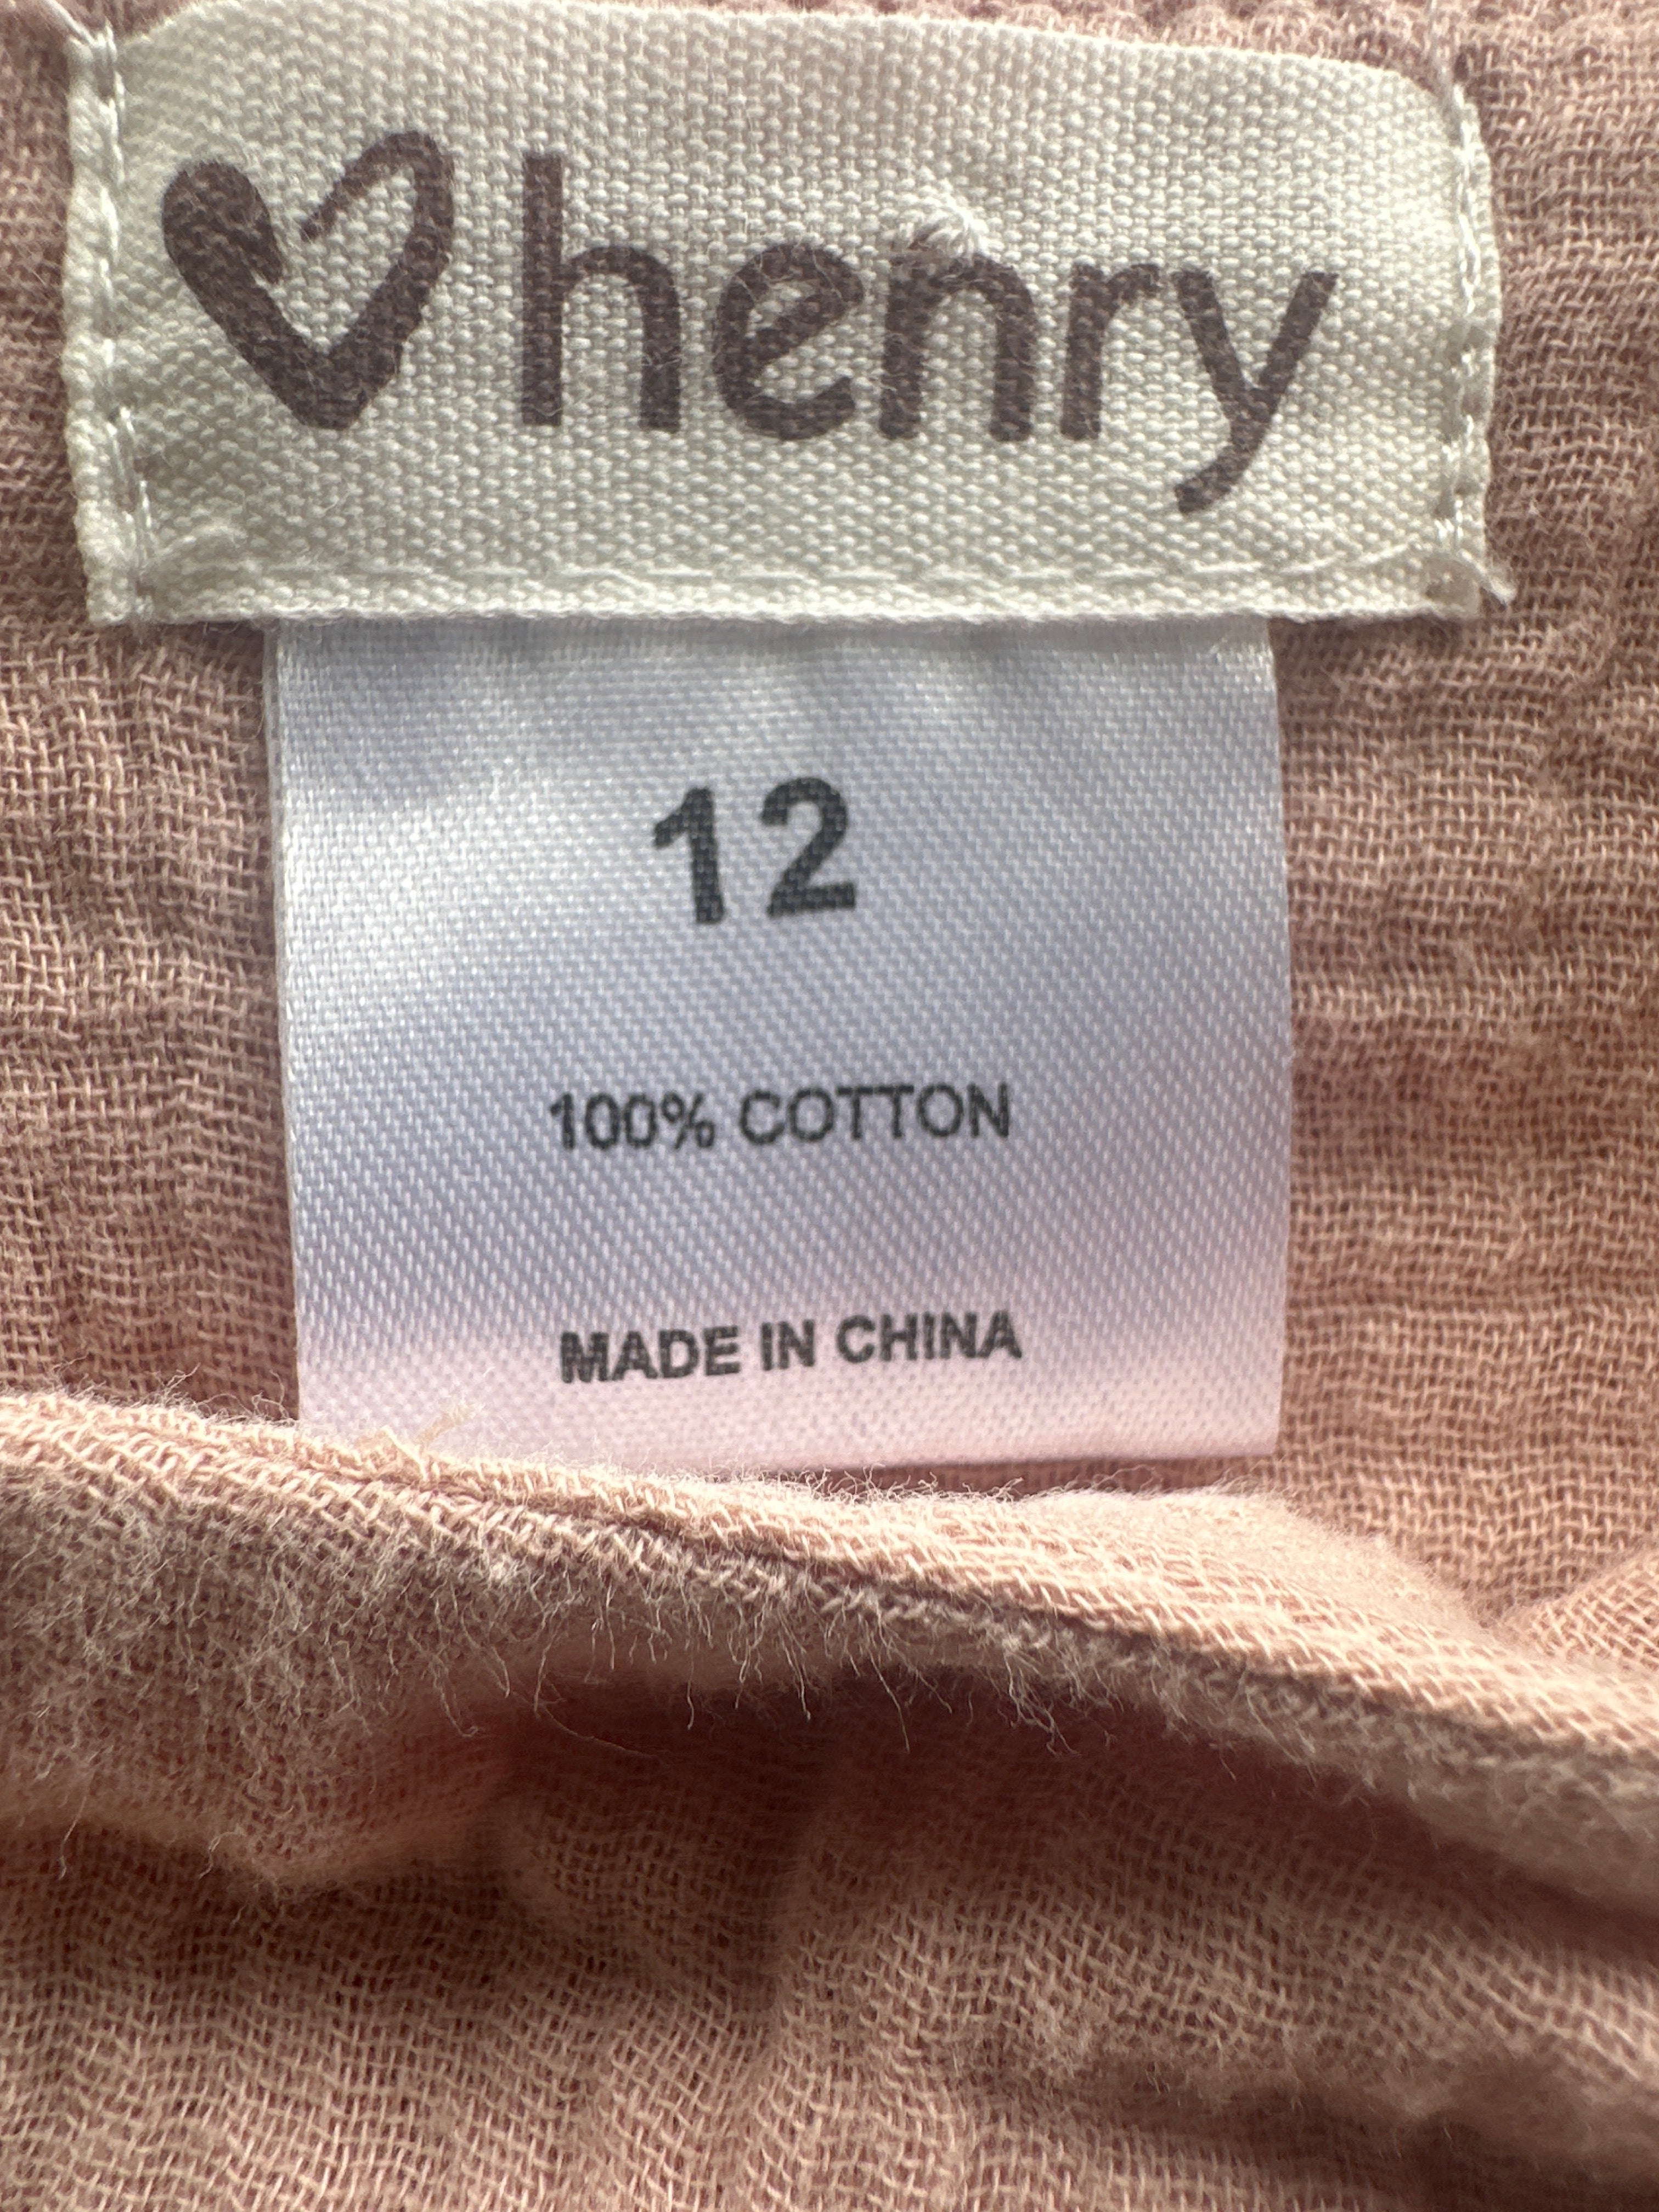 henry
12
100% COTTON
MADE IN CHINA